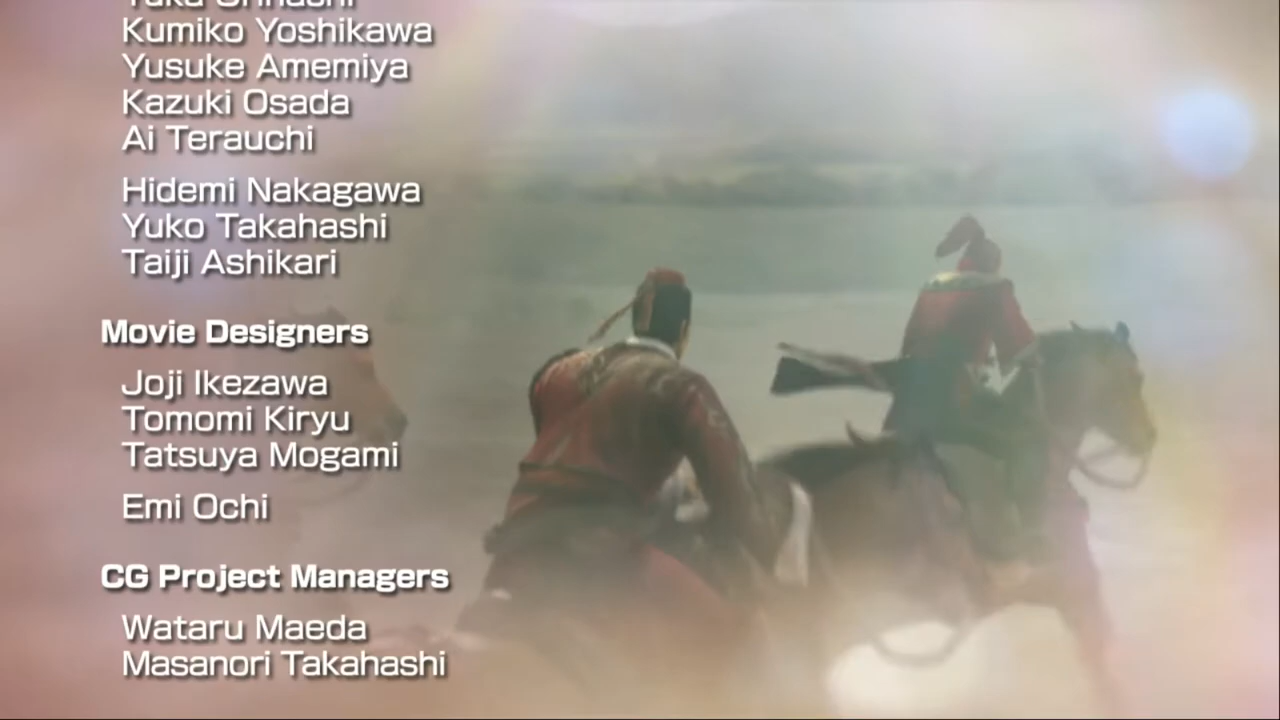 Kumiko Yoshikawa
Yusuke Amemiya
Kazuki Osada
Ai Terauchi
Hidemi Nakagawa
Yuko Takahashi
Taiji Ashikari
Movie Designers
Joji Ikezawa
Tomomi Kiryu
Tatsuya Mogami
Emi Ochi
CG Project Managers
Wataru Maeda
Masanori Takahashi